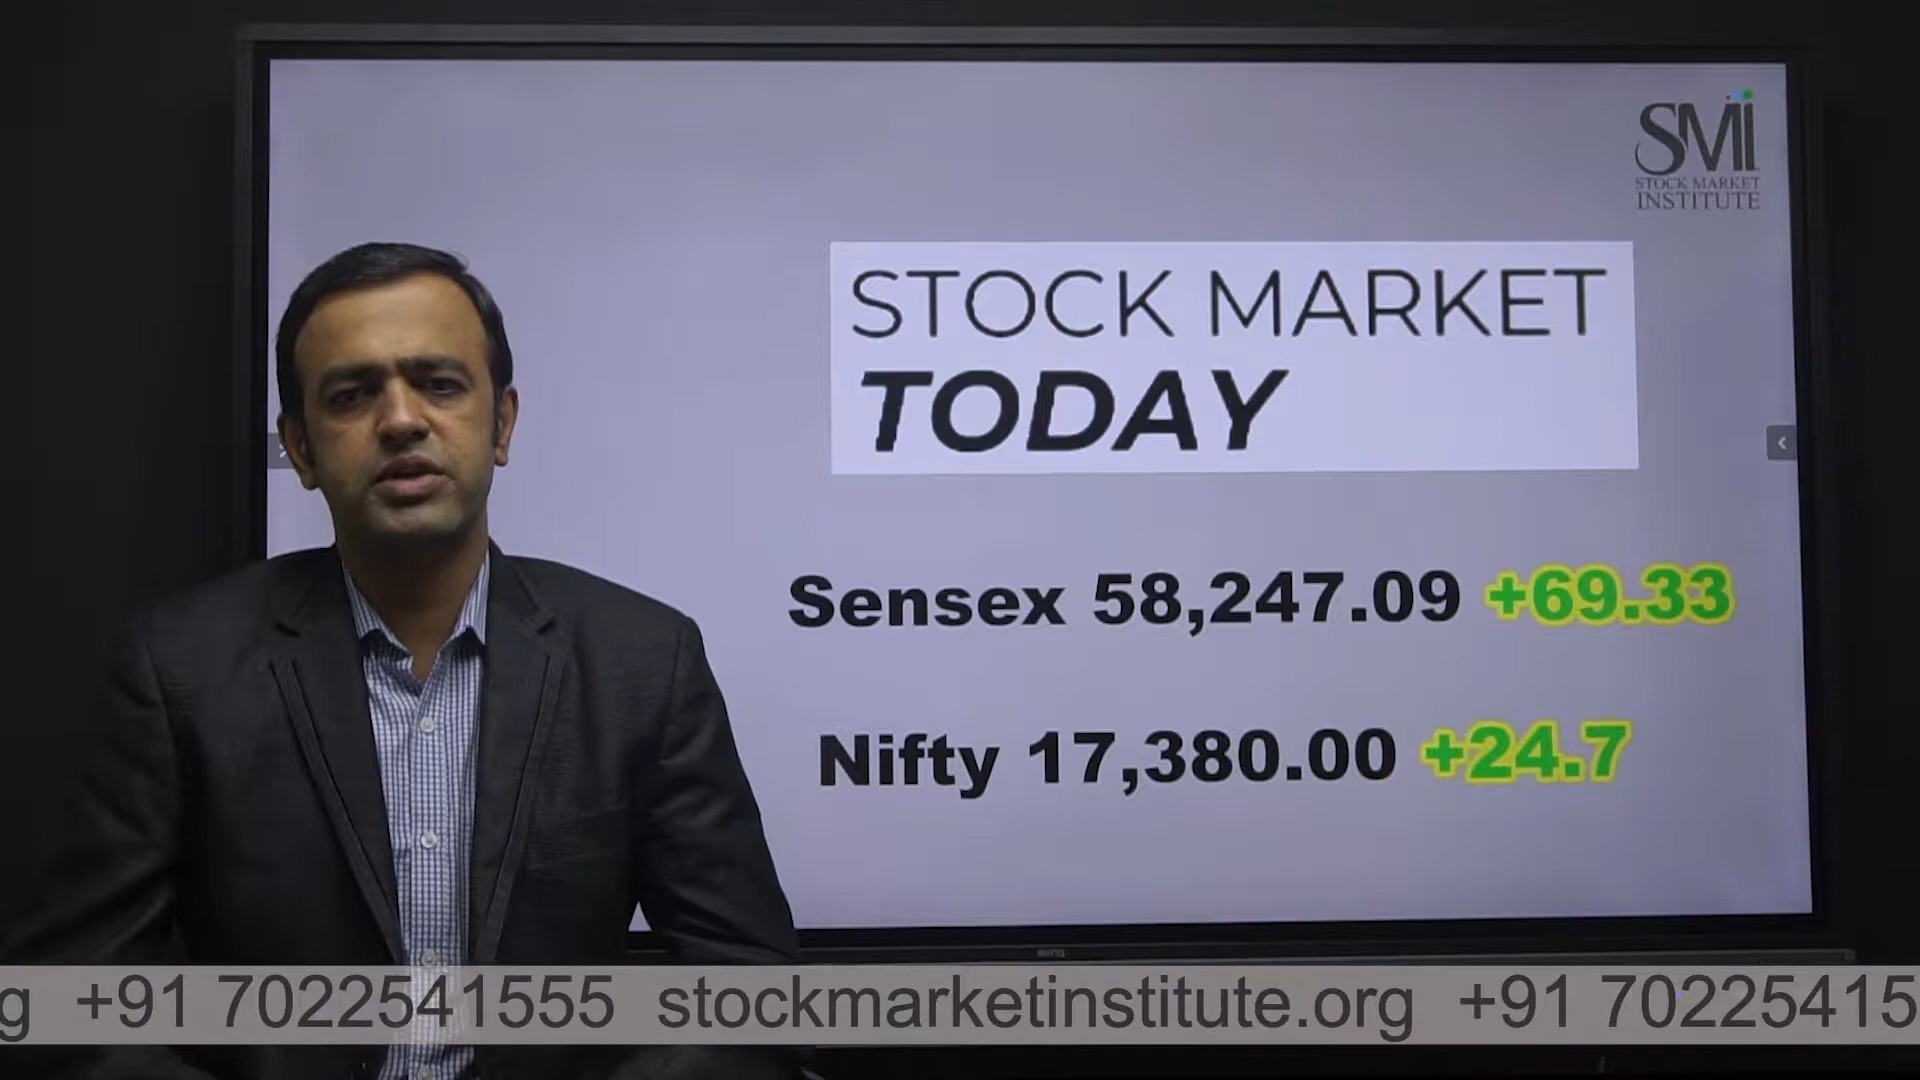 SMI
STOCK MARKET
INSTITUTE
STOCK MARKET
TODAY
Sensex 58,247.09 +69.33
Nifty 17,380.00 +24.7
BenQ
g +91 7022541555 stockmarketinstitute.org +91 70225415